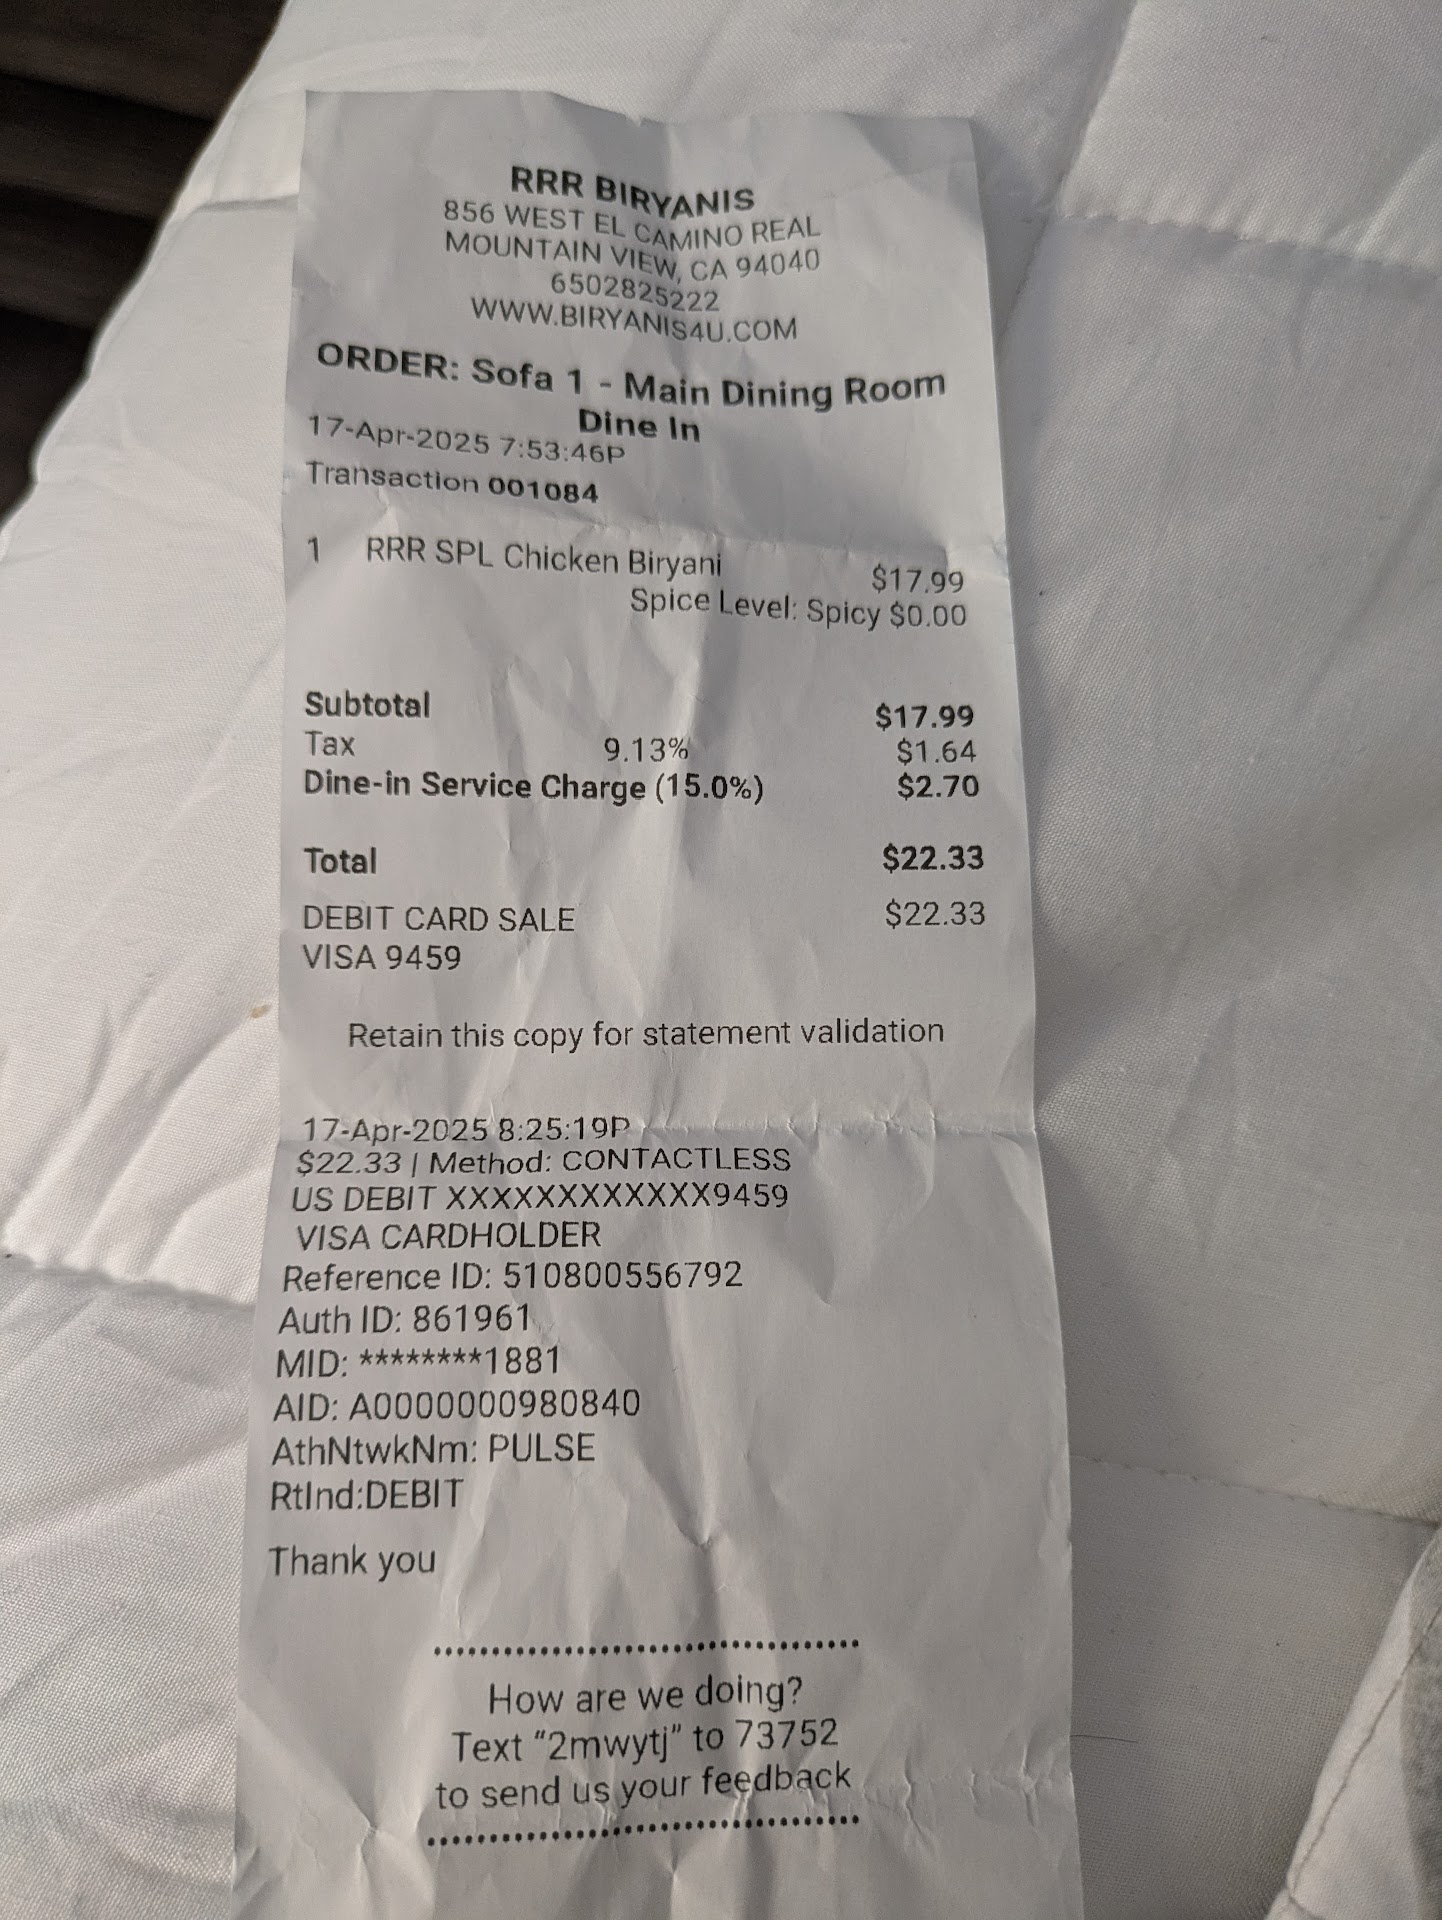 RRR BIRYANIS
856 WEST EL CAMINO REAL
MOUNTAIN VIEW, CA 94040
6502825222
WWW.BIRYANIS4U.COM
ORDER: Sofa 1 - Main Dining Room
Dine In
17-Apr-2025 7:53:46P
Transaction 001084
1 RRR SPL Chicken Biryani $17.99
Spice Level: Spicy $0.00
Subtotal $17.99
Tax 9.13% $1.64
Dine-in Service Charge (15.0%) $2.70
Total $22.33
DEBIT CARD SALE $22.33
VISA 9459
Retain this copy for statement validation
17-Apr-2025 8:25:19P
$22.33 | Method: CONTACTLESS
US DEBIT XXXXXXXXXXXX9459
VISA CARDHOLDER
Reference ID: 510800556792
Auth ID: 861961
MID: ********1881
AID: A0000000980840
AthNtwkNm: PULSE
RtInd:DEBIT
Thank you
How are we doing?
Text "2mwytj" to 73752
to send us your feedback